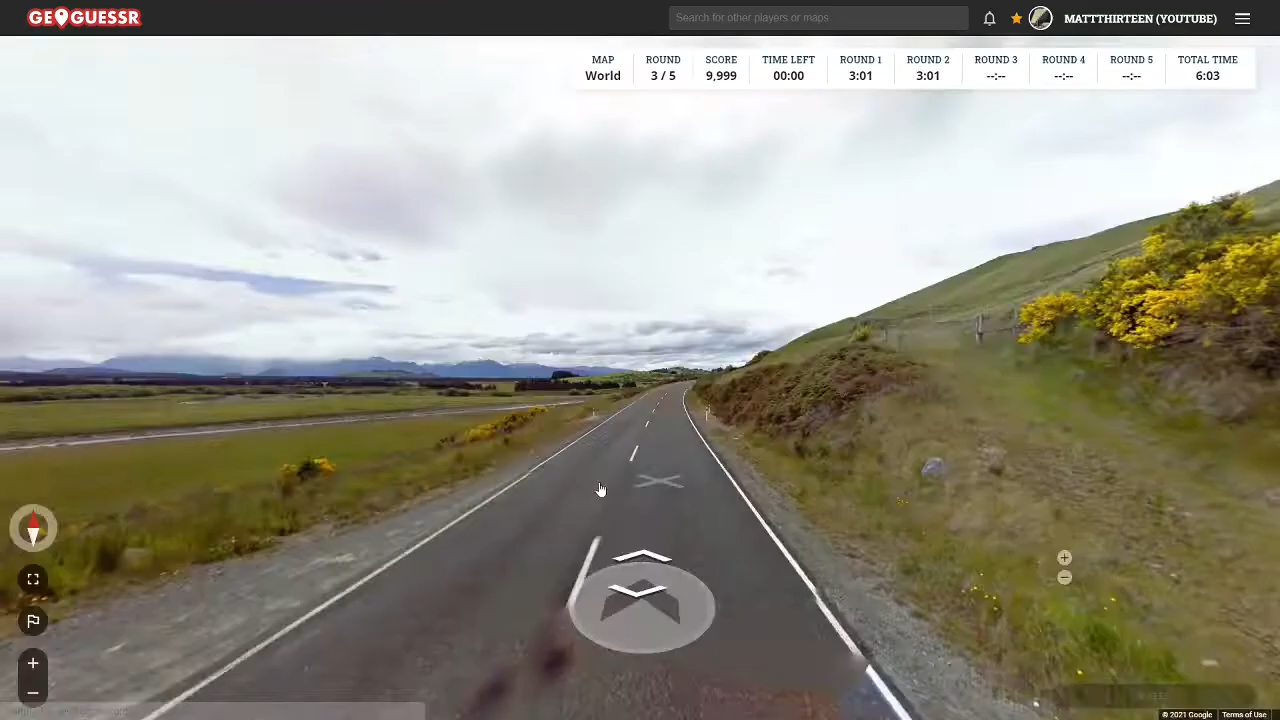 GEOGUESSR
Search for other players or maps
MATTTHIRTEEN (YOUTUBE)
MAP ROUND SCORE TIME LEFT ROUND 1 ROUND 2 ROUND 3 ROUND 4 ROUND 5 TOTAL TIME
World 3 / 5 9,999 00:00 3:01 3:01 --:-- --:-- --:-- 6:03
© 2021 Google Terms of Use